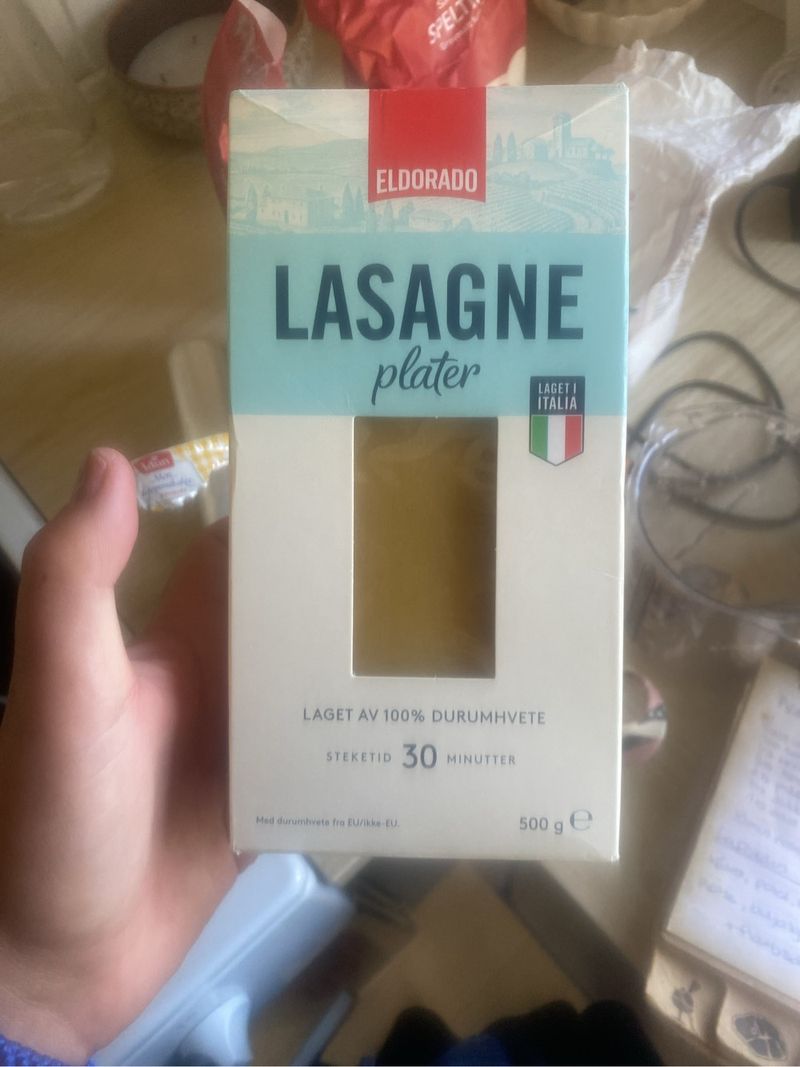 SPELT
ELDORADO
LASAGNE
plater
LAGET I
ITALIA
LAGET AV 100% DURUMHVETE
STEKETID 30 MINUTTER
Med durumhvete fra EU/ikke-EU.
500 g ℮